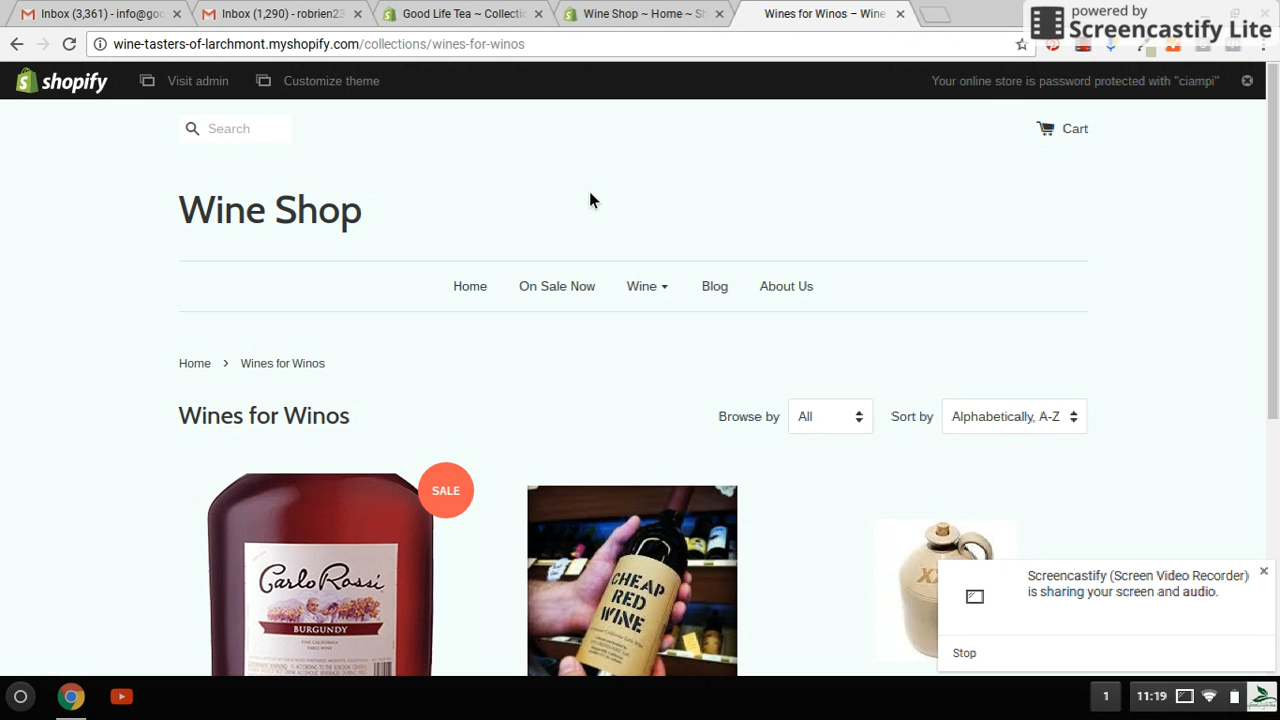 Inbox (3,361) - info@goo
Inbox (1,290) - robrien23
Good Life Tea ~ Collectio
Wine Shop ~ Home ~ Sh
Wines for Winos – Wine
powered by
Screencastify Lite
wine-tasters-of-larchmont.myshopify.com/collections/wines-for-winos
shopify
Visit admin
Customize theme
Your online store is password protected with "ciampi"
Search
Cart
Wine Shop
Home
On Sale Now
Wine
Blog
About Us
Home › Wines for Winos
Wines for Winos
Browse by
All
Sort by
Alphabetically, A-Z
SALE
Carlo Rossi
BURGUNDY
CHEAP
RED
WINE
Screencastify (Screen Video Recorder)
is sharing your screen and audio.
Stop
1
11:19